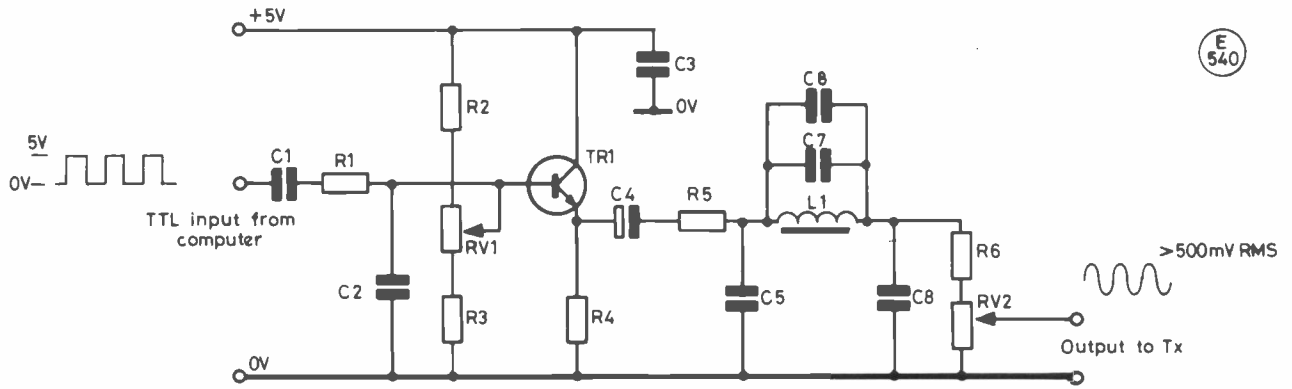 +5V
E
540
C3
0V
C8
C7
L1
R2
5V
0V
C1
R1
TR1
C4
R5
TTL input from
computer
RV1
R6
>500mV RMS
C2
R3
R4
C5
C8
RV2
Output to Tx
0V